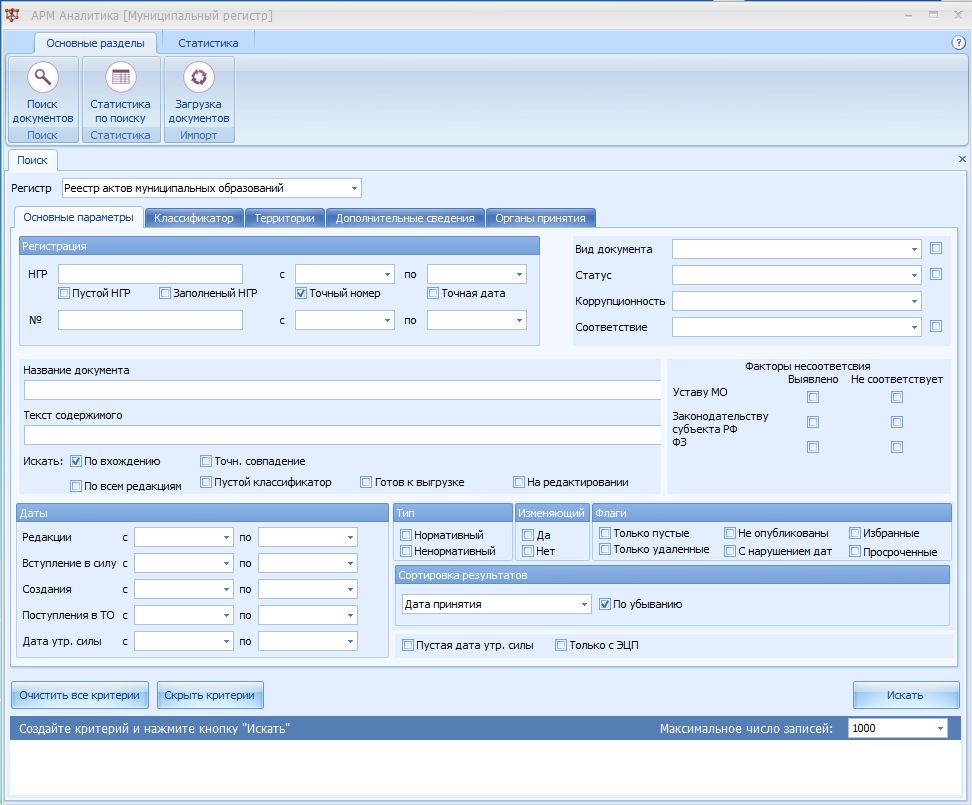 АРМ Аналитика [Муниципальный регистр]
Основные разделы Статистика
?
Поиск документов Статистика по поиску Загрузка документов
Поиск Статистика Импорт
Поиск
Регистр Реестр актов муниципальных образований
Основные параметры Классификатор Территории Дополнительные сведения Органы принятия
Регистрация
НГР с по
Пустой НГР Заполненый НГР Точный номер Точная дата
№ с по
Вид документа
Статус
Коррупционность
Соответствие
Название документа
Текст содержимого
Искать: По вхождению Точн. совпадение
По всем редакциям Пустой классификатор Готов к выгрузке На редактировании
Факторы несоответсвия
Выявлено Не соответствует
Уставу МО
Законодательству
субъекта РФ
ФЗ
Даты
Редакции с по
Вступление в силу с по
Создания с по
Поступления в ТО с по
Дата утр. силы с по
Тип
Нормативный
Ненормативный
Изменяющий
Да
Нет
Флаги
Только пустые Не опубликованы Избранные
Только удаленные С нарушением дат Просроченные
Сортировка результатов
Дата принятия По убыванию
Пустая дата утр. силы Только с ЭЦП
Очистить все критерии Скрыть критерии Искать
Создайте критерий и нажмите кнопку "Искать" Максимальное число записей: 1000